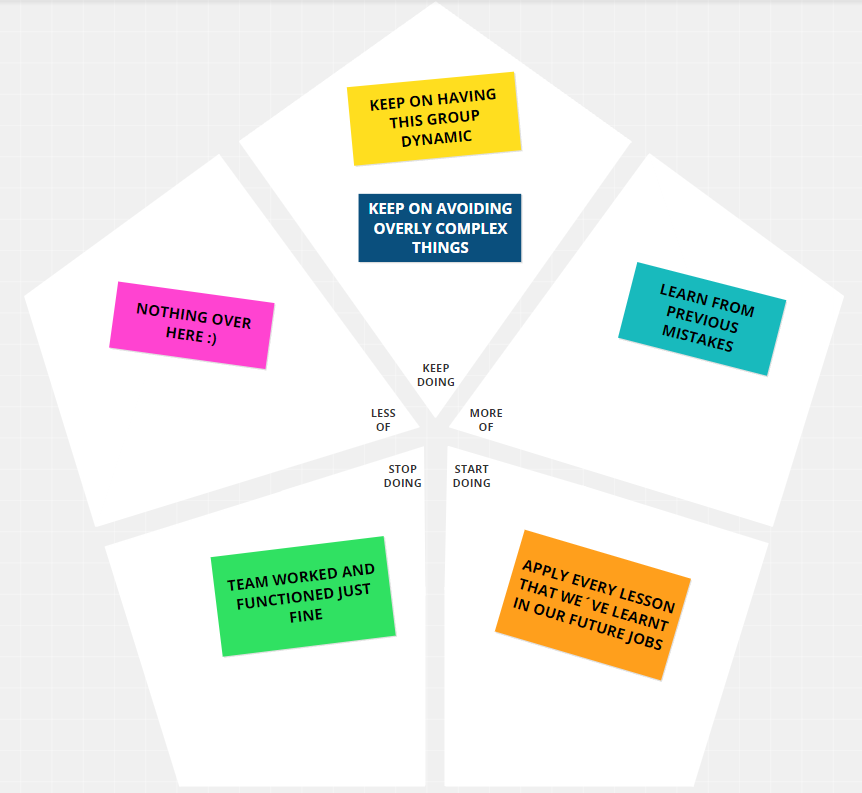 KEEP ON HAVING
THIS GROUP
DYNAMIC
KEEP ON AVOIDING
OVERLY COMPLEX
THINGS
NOTHING OVER
HERE :)
LEARN FROM
PREVIOUS
MISTAKES
KEEP
DOING
LESS
OF
MORE
OF
STOP
DOING
START
DOING
TEAM WORKED AND
FUNCTIONED JUST
FINE
APPLY EVERY LESSON
THAT WE´VE LEARNT
IN OUR FUTURE JOBS